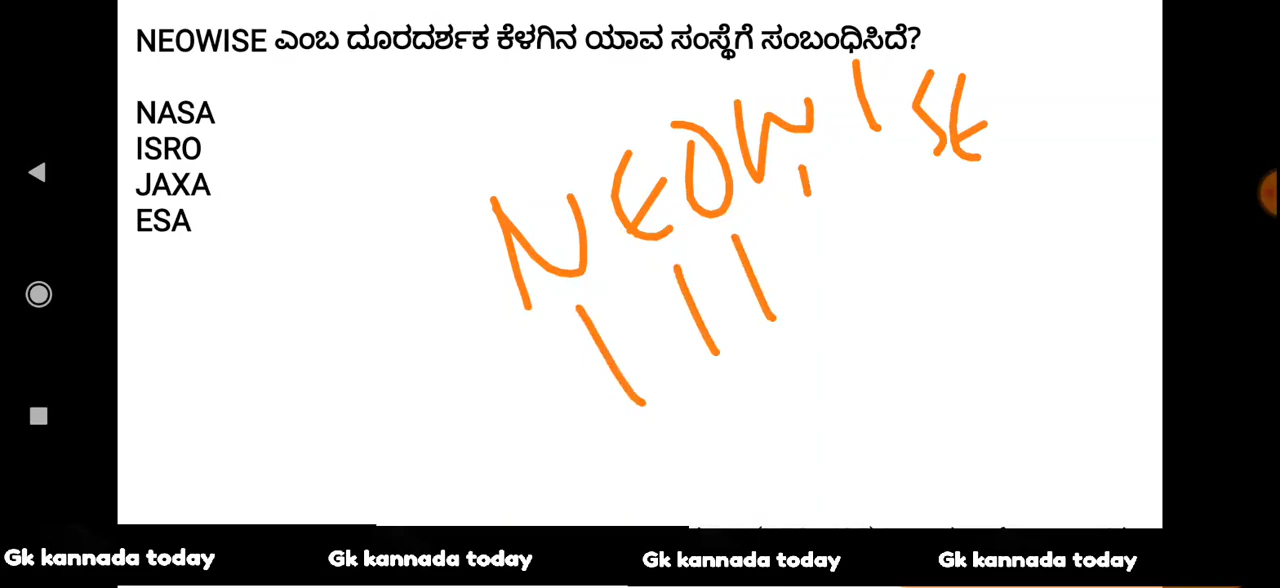 NEOWISE ಎಂಬ ದೂರದರ್ಶಕ ಕೆಳಗಿನ ಯಾವ ಸಂಸ್ಥೆಗೆ ಸಂಬಂಧಿಸಿದೆ?
NASA
ISRO
JAXA
ESA
NEOWISE
Gk kannada today Gk kannada today Gk kannada today Gk kannada today